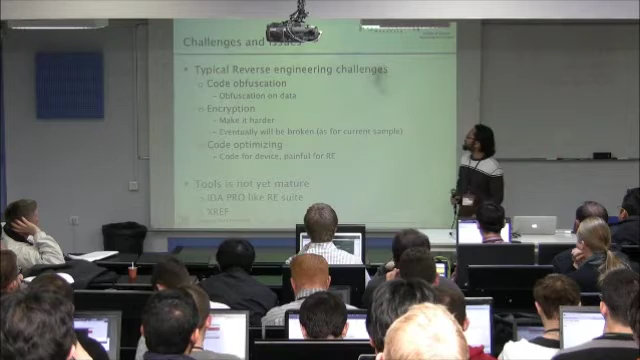 Challenges and Issues
• Typical Reverse engineering challenges
o Code obfuscation
– Obfuscation on data
o Encryption
– Make it harder
– Eventually will be broken (as for current sample)
o Code optimizing
– Code for device, painful for RE
• Tools is not yet mature
o IDA PRO like RE suite
o XREF